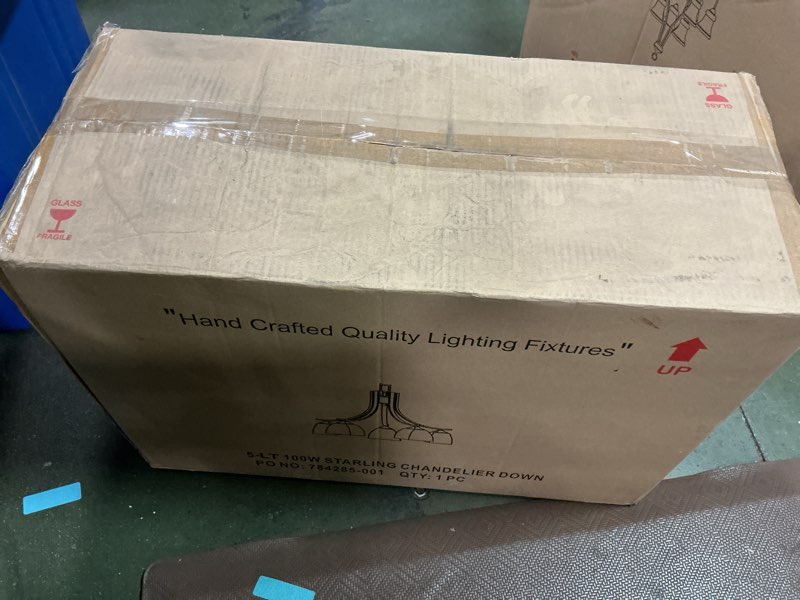 GLASS
FRAGILE
GLASS
FRAGILE
"Hand Crafted Quality Lighting Fixtures"
UP
5-LT 100W STARLING CHANDELIER DOWN
PO NO: 784285-001 QTY: 1 PC